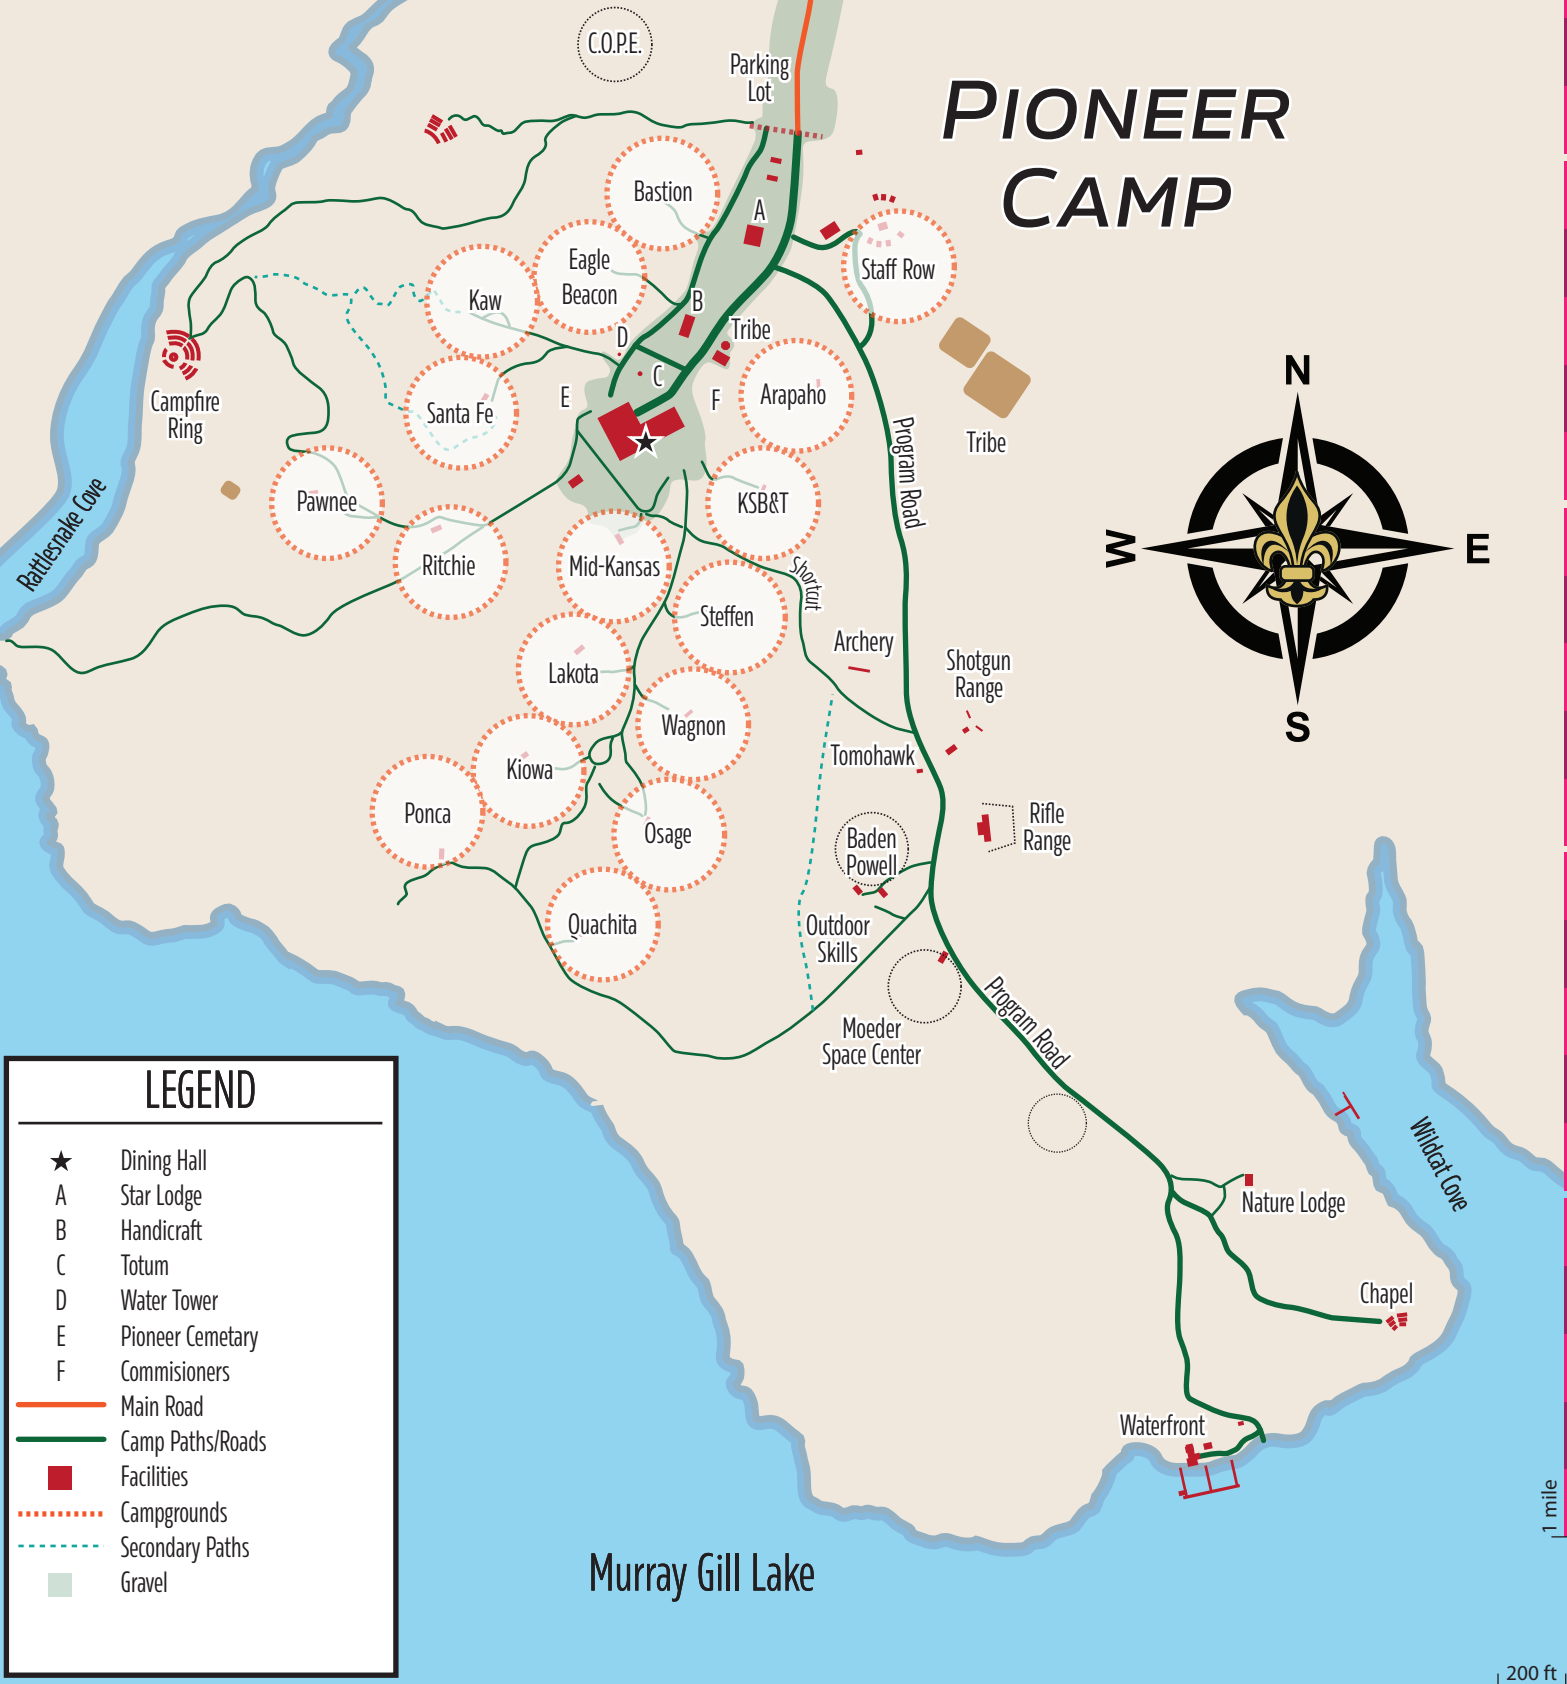 C.O.P.E.
Parking
Lot
PIONEER
CAMP
Bastion
A
Eagle
Beacon
Staff Row
Kaw
B
D
Tribe
C
E
F
Arapaho
Santa Fe
Campfire
Ring
Tribe
Program Road
N
W
E
S
Rattlesnake Cove
Pawnee
Ritchie
KSB&T
Mid-Kansas
Shortcut
Steffen
Archery
Lakota
Shotgun
Range
Wagnon
Kiowa
Tomohawk
Ponca
Osage
Baden
Powell
Rifle
Range
Quachita
Outdoor
Skills
Moeder
Space Center
Program Road
Wildcat Cove
Nature Lodge
Chapel
Waterfront
Murray Gill Lake
LEGEND
★ Dining Hall
A Star Lodge
B Handicraft
C Totum
D Water Tower
E Pioneer Cemetary
F Commisioners
Main Road
Camp Paths/Roads
Facilities
Campgrounds
Secondary Paths
Gravel
1 mile
200 ft